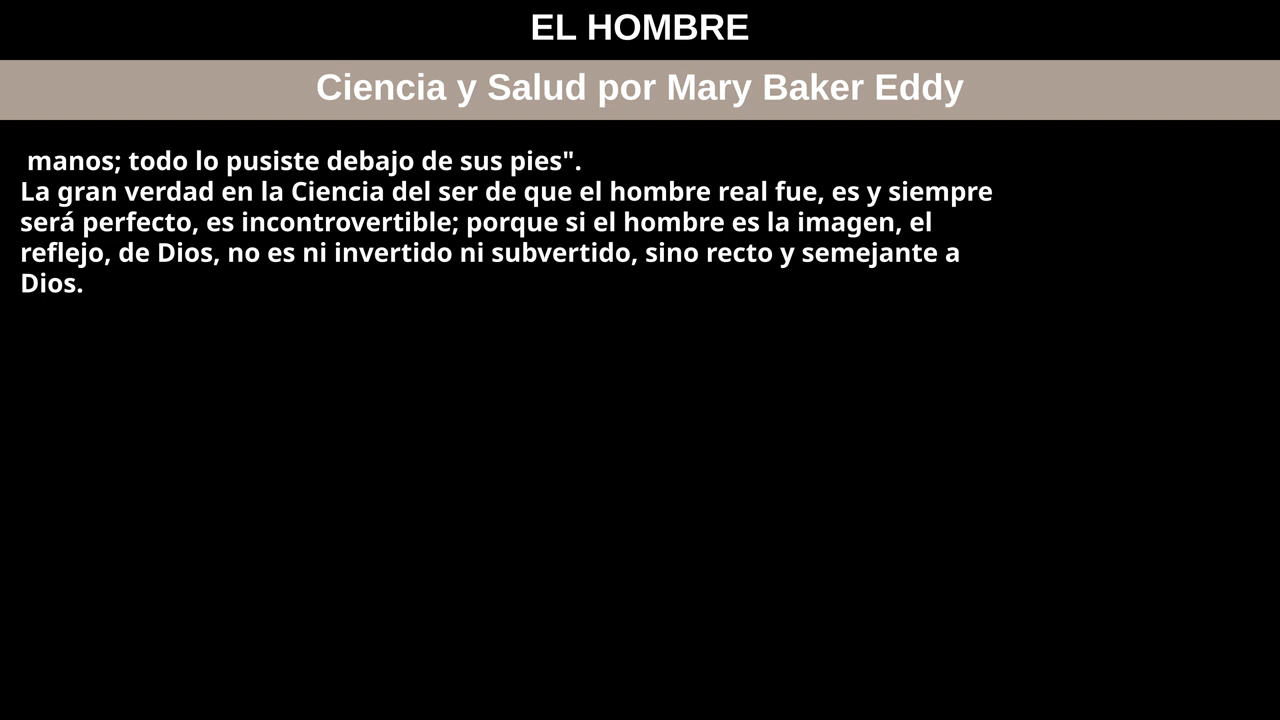 EL HOMBRE
Ciencia y Salud por Mary Baker Eddy
manos; todo lo pusiste debajo de sus pies".
La gran verdad en la Ciencia del ser de que el hombre real fue, es y siempre
será perfecto, es incontrovertible; porque si el hombre es la imagen, el
reflejo, de Dios, no es ni invertido ni subvertido, sino recto y semejante a
Dios.